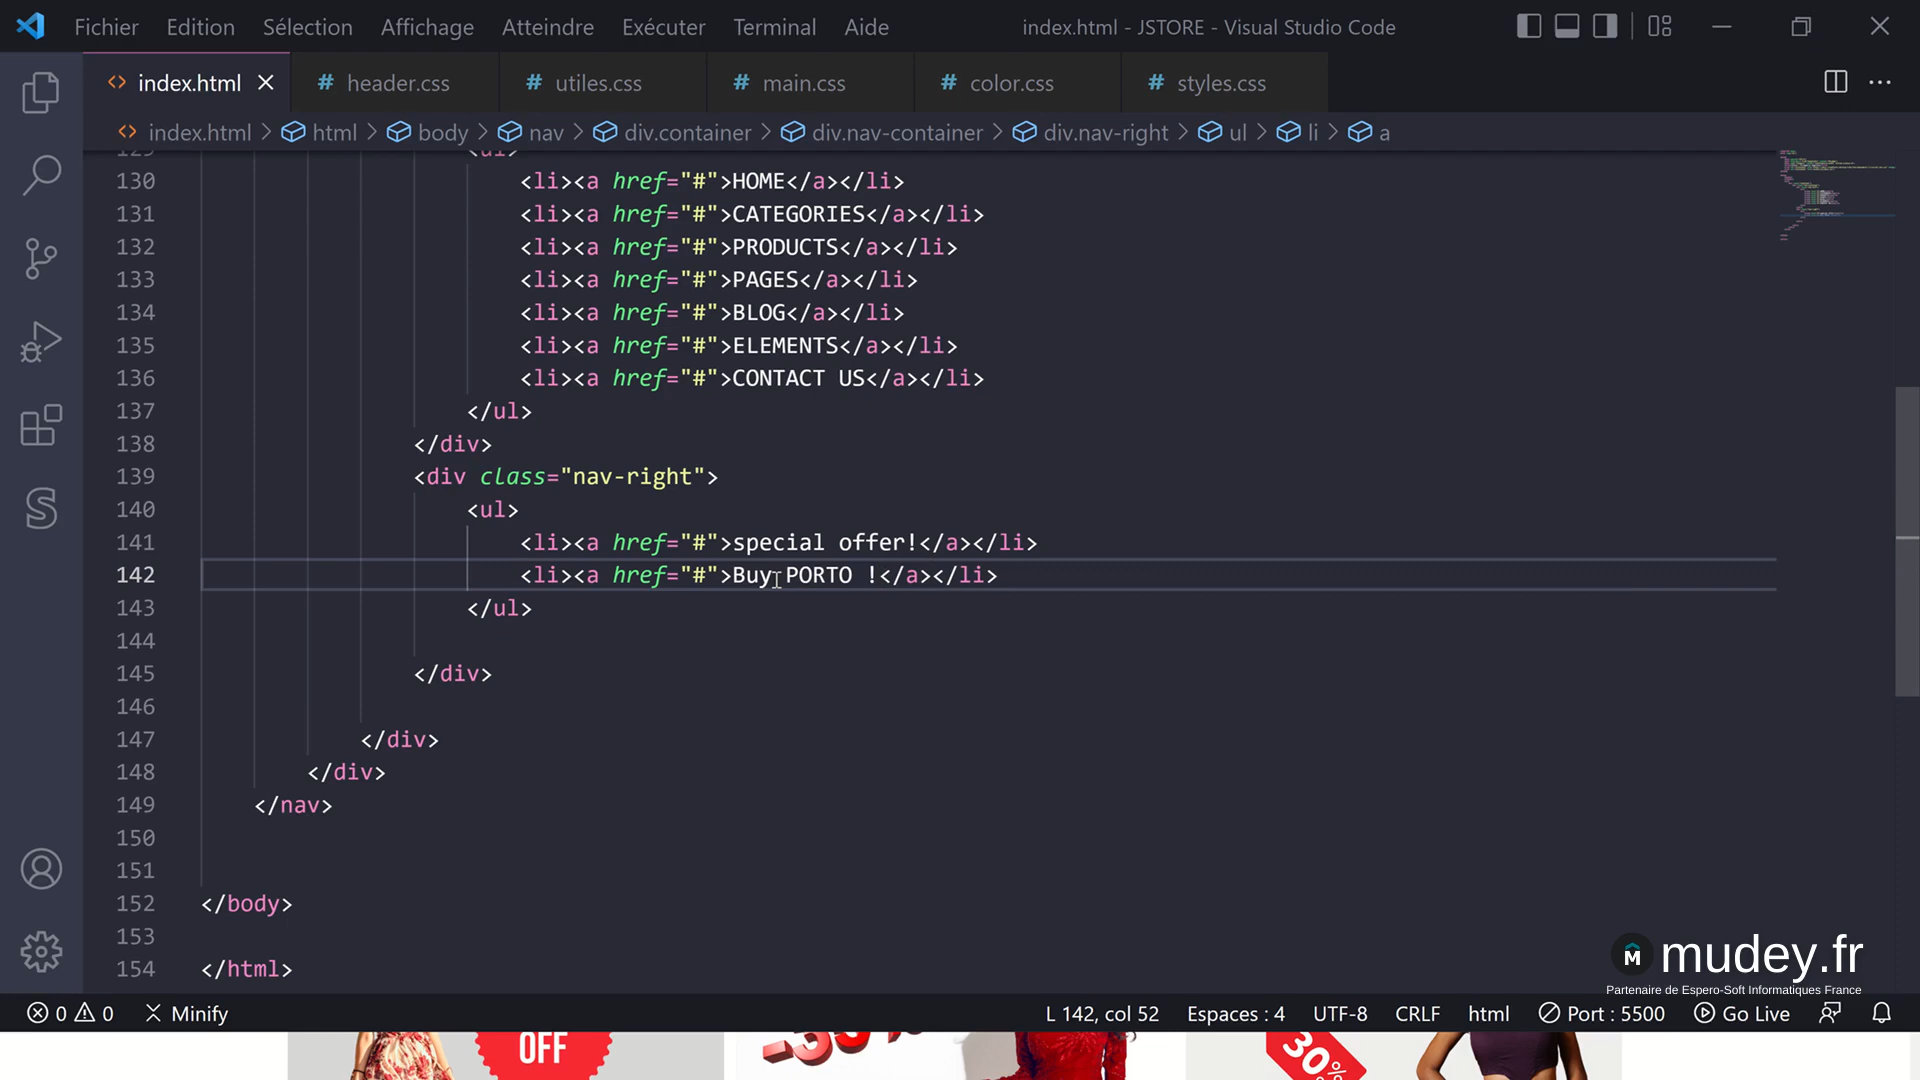 Fichier Edition Sélection Affichage Atteindre Exécuter Terminal Aide index.html - JSTORE - Visual Studio Code
index.html header.css utiles.css main.css color.css styles.css
index.html > html > body > nav > div.container > div.nav-container > div.nav-right > ul > li > a
129 <ul>
130 <li><a href="#">HOME</a></li>
131 <li><a href="#">CATEGORIES</a></li>
132 <li><a href="#">PRODUCTS</a></li>
133 <li><a href="#">PAGES</a></li>
134 <li><a href="#">BLOG</a></li>
135 <li><a href="#">ELEMENTS</a></li>
136 <li><a href="#">CONTACT US</a></li>
137 </ul>
138 </div>
139 <div class="nav-right">
140 <ul>
141 <li><a href="#">special offer!</a></li>
142 <li><a href="#">Buy PORTO !</a></li>
143 </ul>
144
145 </div>
146
147 </div>
148 </div>
149 </nav>
150
151
152 </body>
153
154 </html>
mudey.fr
Partenaire de Espero-Soft Informatiques France
0 0 Minify L 142, col 52 Espaces : 4 UTF-8 CRLF html Port : 5500 Go Live
OFF 30%